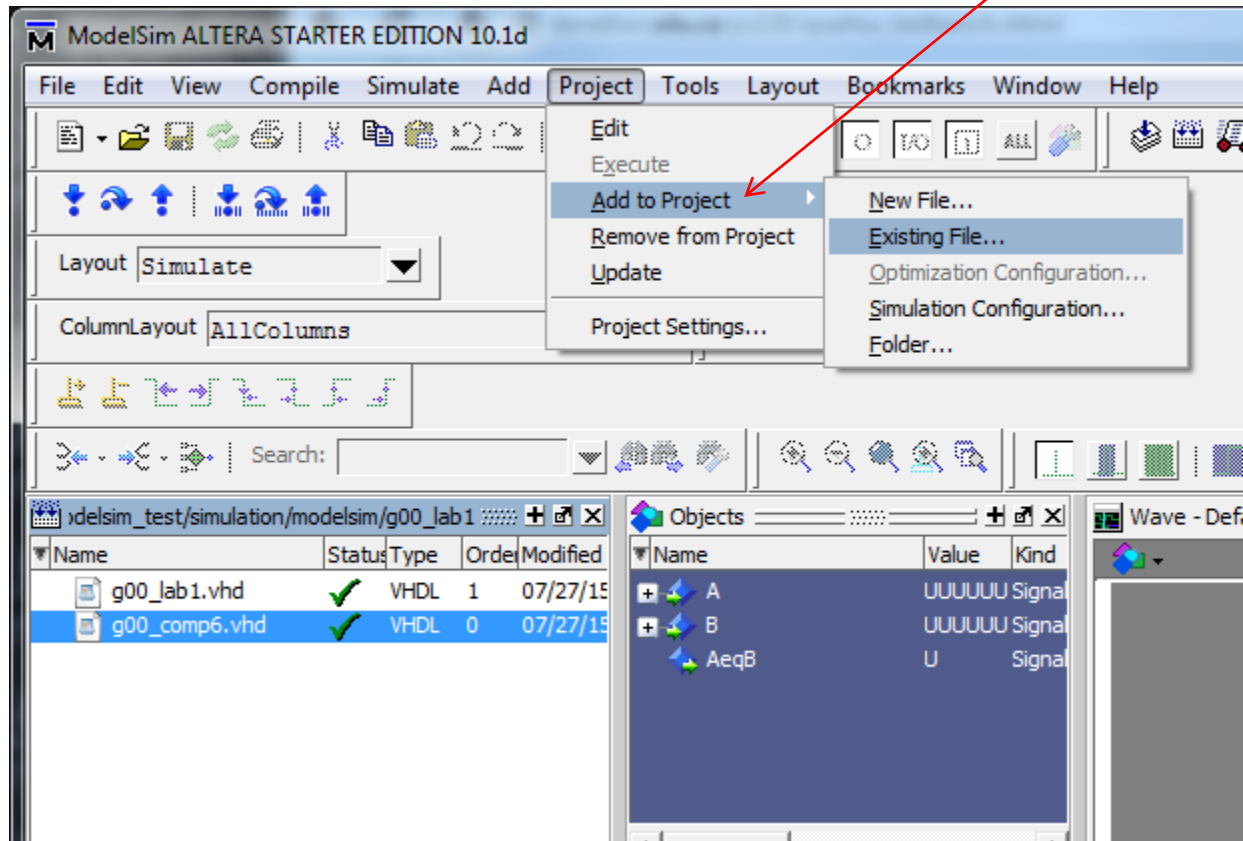 ModelSim ALTERA STARTER EDITION 10.1d
File Edit View Compile Simulate Add Project Tools Layout Bookmarks Window Help
Edit
Execute
Add to Project
Remove from Project
Update
Project Settings...
New File...
Existing File...
Optimization Configuration...
Simulation Configuration...
Folder...
I/O ALL
Layout Simulate
ColumnLayout AllColumns
Search:
odelsim_test/simulation/modelsim/g00_lab1
Name Status Type Order Modified
g00_lab1.vhd VHDL 1 07/27/15
g00_comp6.vhd VHDL 0 07/27/15
Objects
Name Value Kind
A UUUUUU Signal
B UUUUUU Signal
AeqB U Signal
Wave - Defa